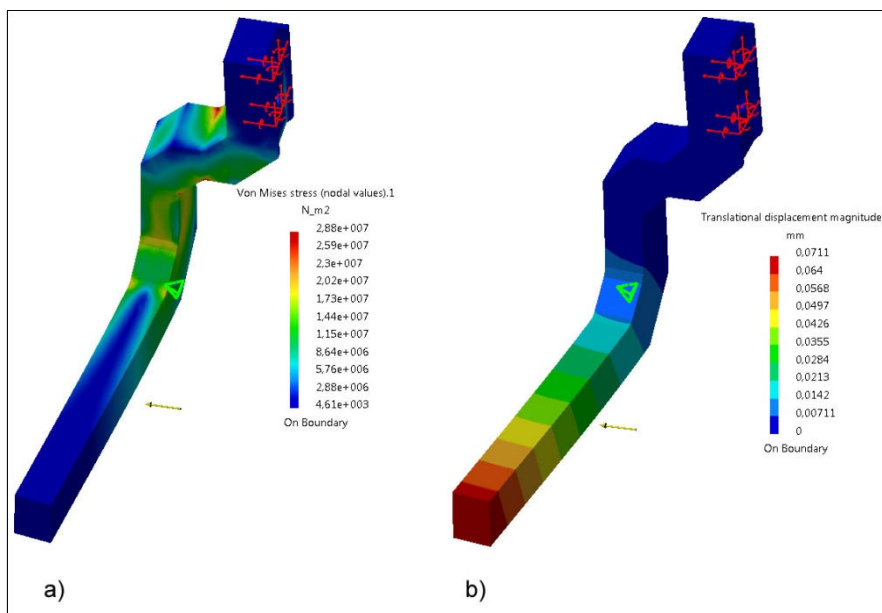 Von Mises stress (nodal values).1
N_m2
2,88e+007
2,59e+007
2,3e+007
2,02e+007
1,73e+007
1,44e+007
1,15e+007
8,64e+006
5,76e+006
2,88e+006
4,61e+003
On Boundary
a)
Translational displacement magnitude
mm
0,0711
0,064
0,0568
0,0497
0,0426
0,0355
0,0284
0,0213
0,0142
0,00711
0
On Boundary
b)